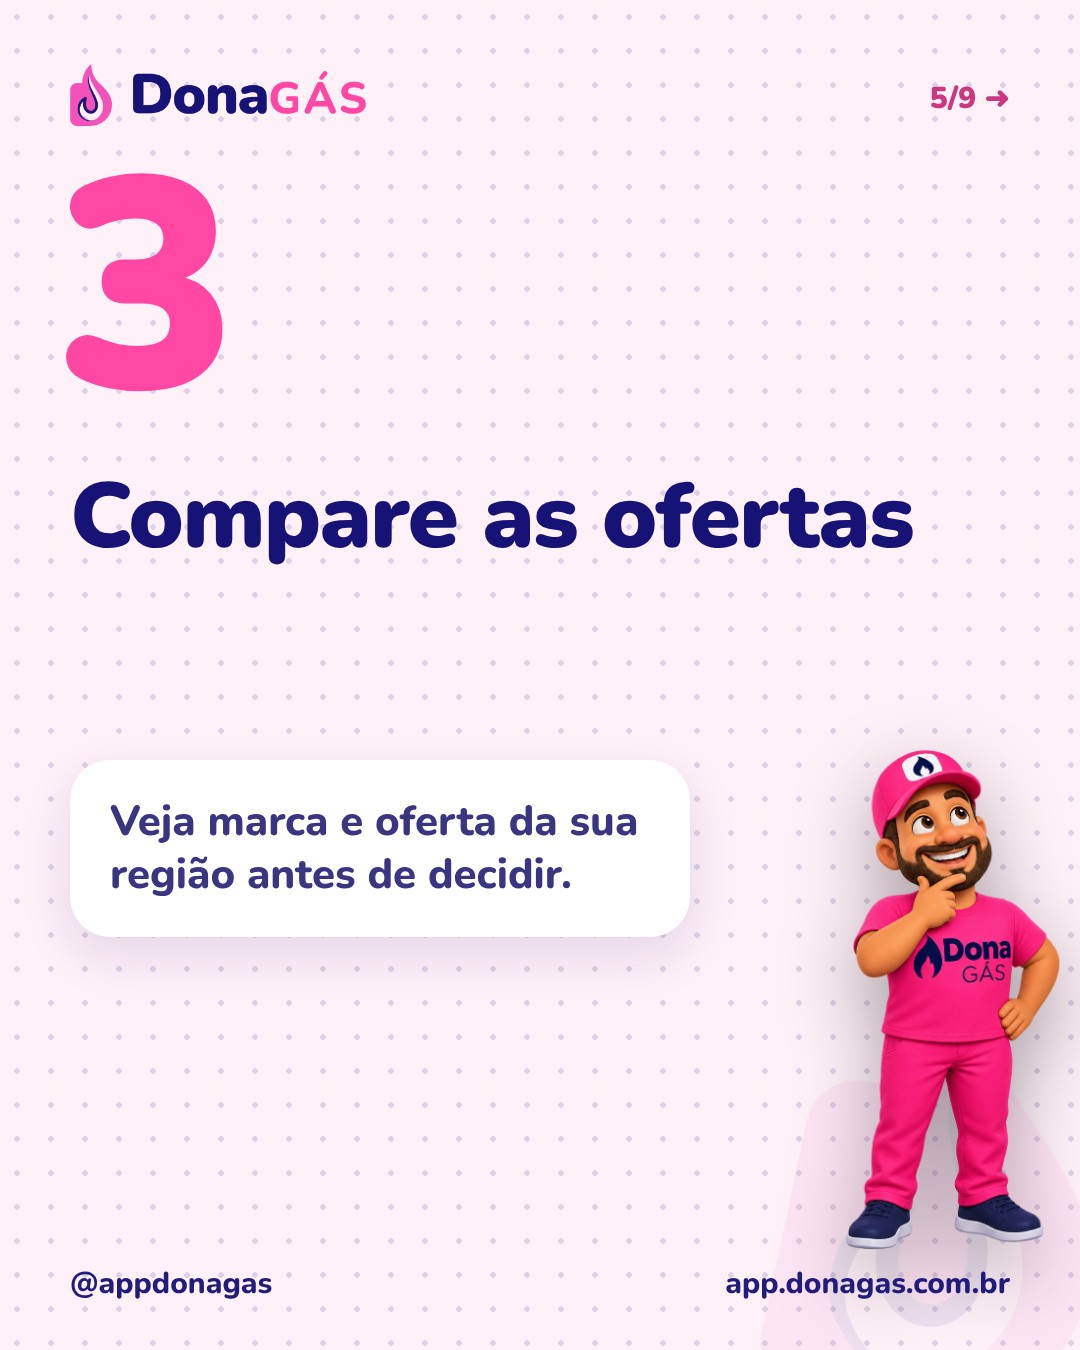 DonaGÁS
5/9 →
3
Compare as ofertas
Veja marca e oferta da sua
região antes de decidir.
Dona
GÁS
@appdonagas
app.donagas.com.br